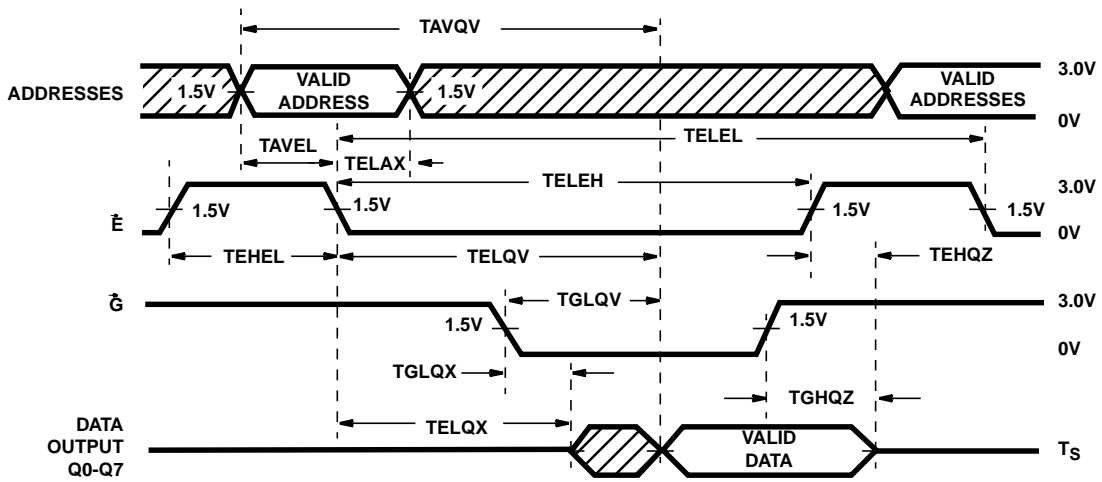 TAVQV
ADDRESSES
1.5V
VALID
ADDRESS
1.5V
VALID
ADDRESSES
3.0V
0V
TAVEL
TELAX
TELEL
E
1.5V
1.5V
TELEH
1.5V
1.5V
3.0V
0V
TEHEL
TELQV
TEHQZ
G
TGLQV
1.5V
1.5V
3.0V
0V
TGLQX
TGHQZ
DATA
OUTPUT
Q0-Q7
TELQX
VALID
DATA
TS